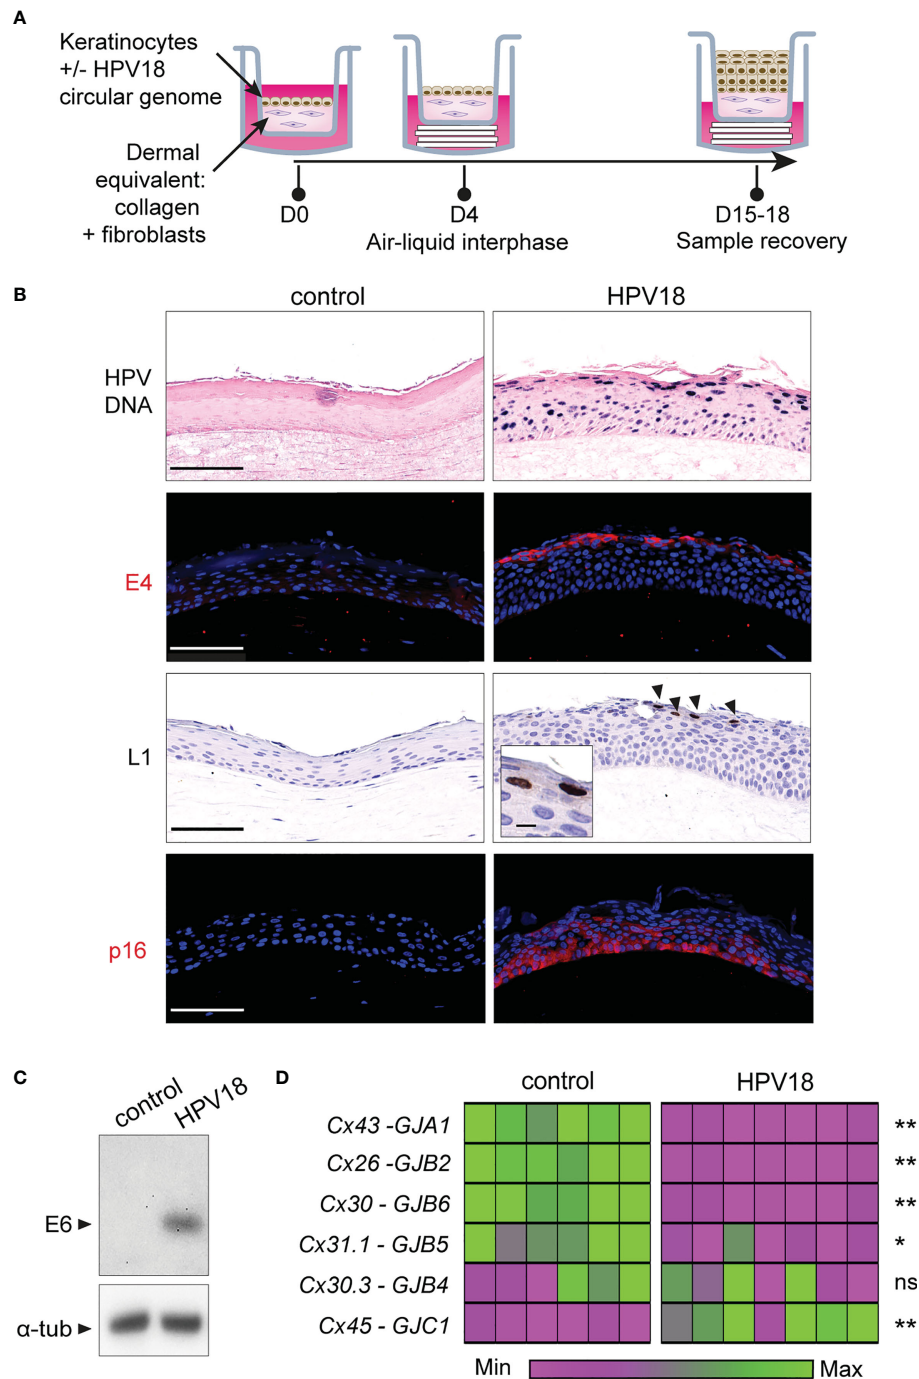 A
Keratinocytes
+/- HPV18
circular genome
Dermal
equivalent:
collagen
+ fibroblasts
D0
D4
Air-liquid interphase
D15-18
Sample recovery
B
control
HPV18
HPV
DNA
E4
L1
p16
C
control
HPV18
E6
α-tub
D
control
HPV18
Cx43 -GJA1
**
Cx26 -GJB2
**
Cx30 - GJB6
**
Cx31.1 - GJB5
*
Cx30.3 - GJB4
ns
Cx45 - GJC1
**
Min
Max